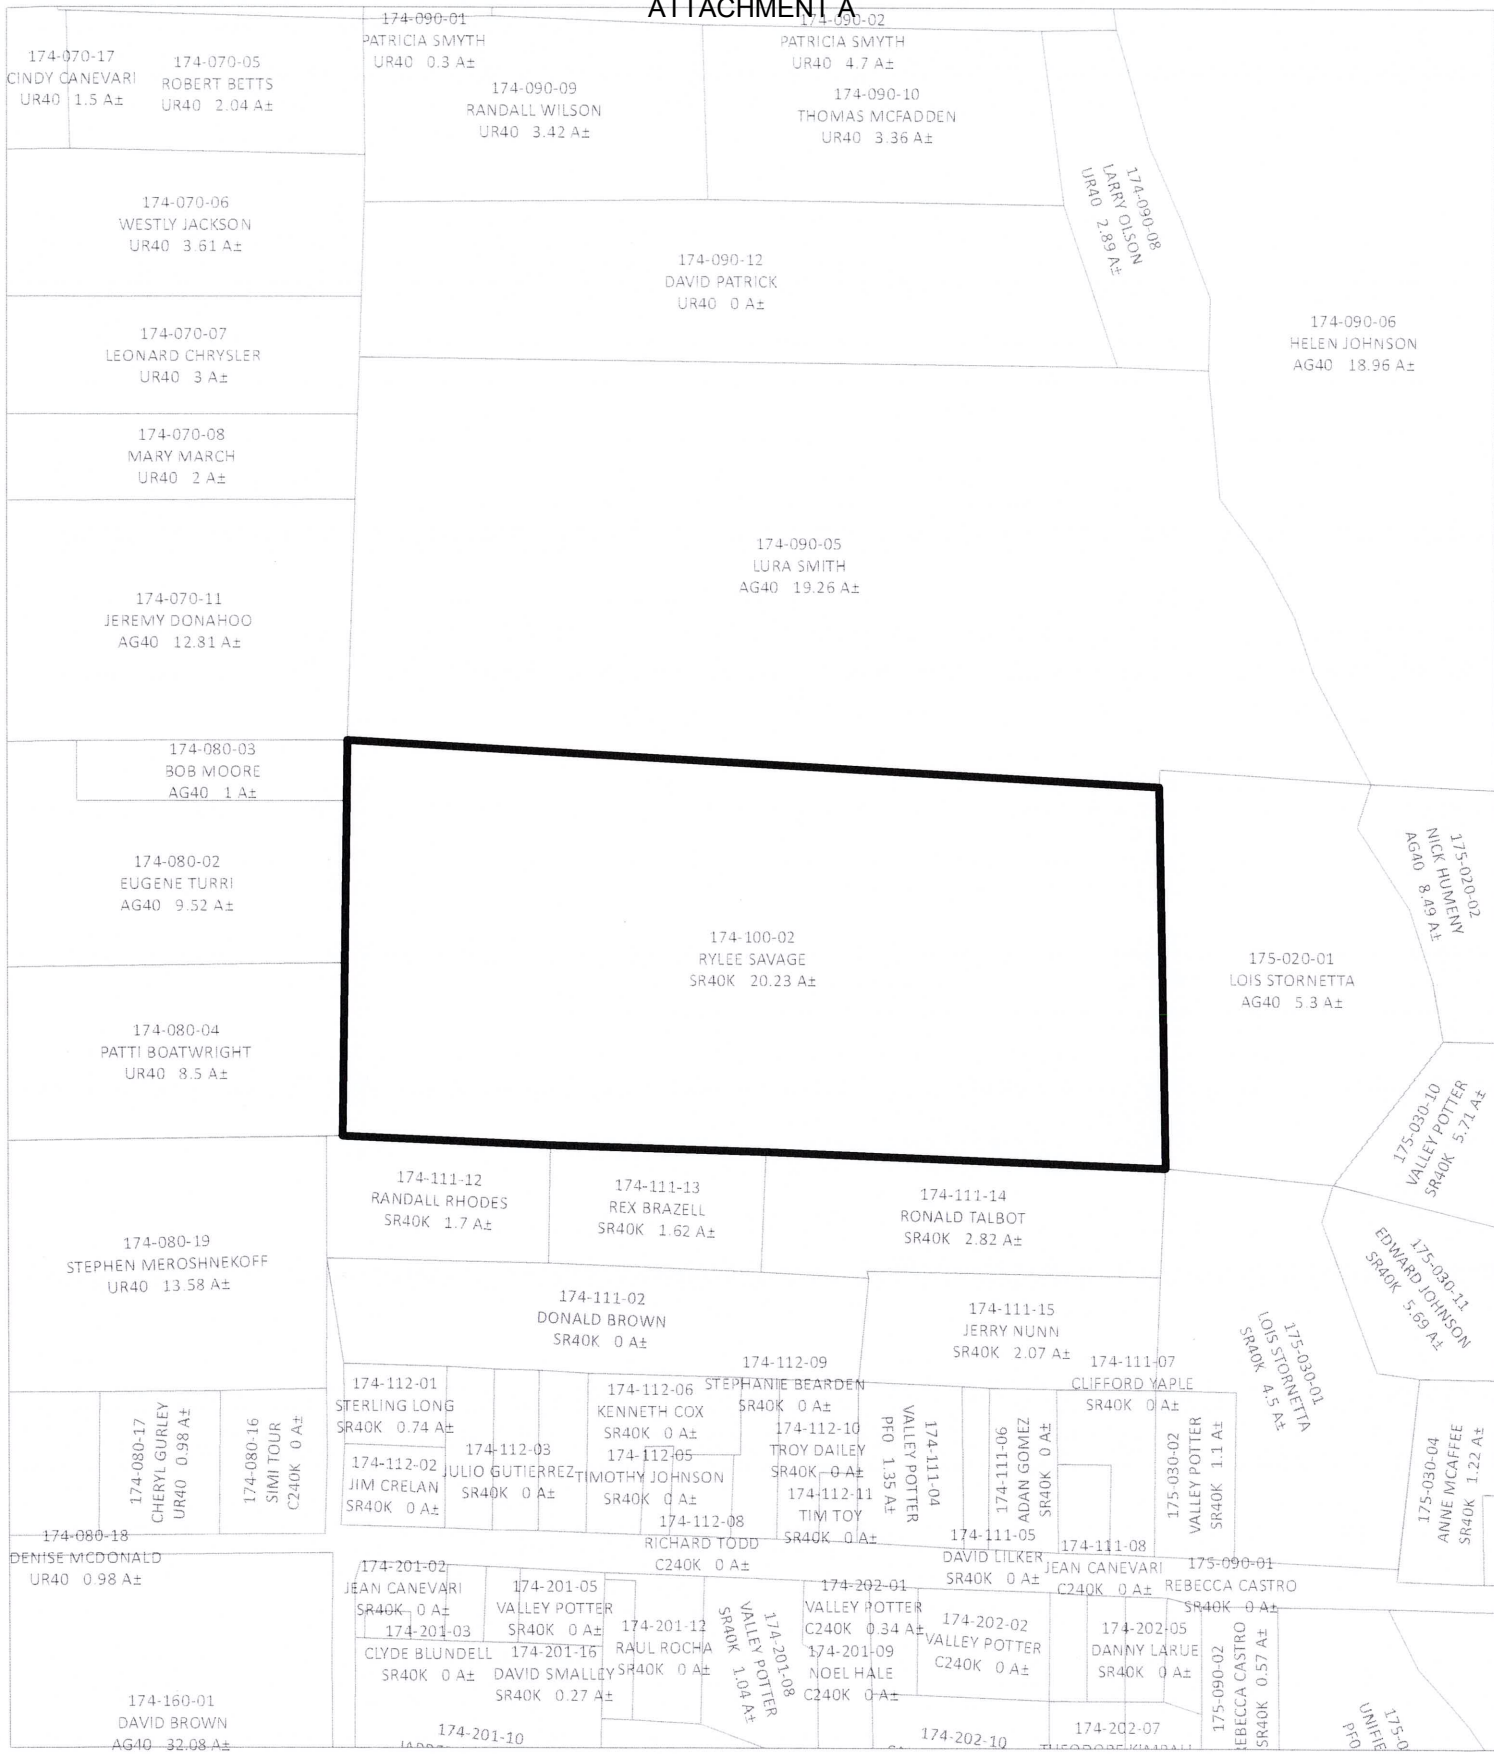 ATTACHMENT A
174-070-17
CINDY CANEVARI
UR40 1.5 A±
174-070-05
ROBERT BETTS
UR40 2.04 A±
174-090-01
PATRICIA SMYTH
UR40 0.3 A±
174-090-09
RANDALL WILSON
UR40 3.42 A±
174-090-02
PATRICIA SMYTH
UR40 4.7 A±
174-090-10
THOMAS MCFADDEN
UR40 3.36 A±
174-090-08
LARRY OLSON
UR40 2.89 A±
174-070-06
WESTLY JACKSON
UR40 3.61 A±
174-090-12
DAVID PATRICK
UR40 0 A±
174-090-06
HELEN JOHNSON
AG40 18.96 A±
174-070-07
LEONARD CHRYSLER
UR40 3 A±
174-070-08
MARY MARCH
UR40 2 A±
174-090-05
LURA SMITH
AG40 19.26 A±
174-070-11
JEREMY DONAHOO
AG40 12.81 A±
174-080-03
BOB MOORE
AG40 1 A±
174-080-02
EUGENE TURRI
AG40 9.52 A±
175-020-02
NICK HUMENY
AG40 8.49 A±
174-100-02
RYLEE SAVAGE
SR40K 20.23 A±
175-020-01
LOIS STORNETTA
AG40 5.3 A±
174-080-04
PATTI BOATWRIGHT
UR40 8.5 A±
175-030-10
VALLEY POTTER
SR40K 5.71 A±
174-111-12
RANDALL RHODES
SR40K 1.7 A±
174-111-13
REX BRAZELL
SR40K 1.62 A±
174-111-14
RONALD TALBOT
SR40K 2.82 A±
174-080-19
STEPHEN MEROSHNEKOFF
UR40 13.58 A±
175-030-11
EDWARD JOHNSON
SR40K 5.69 A±
174-111-02
DONALD BROWN
SR40K 0 A±
174-111-15
JERRY NUNN
SR40K 2.07 A±
175-030-01
LOIS STORNETTA
SR40K 4.5 A±
174-112-09
STEPHANIE BEARDEN
SR40K 0 A±
174-111-07
CLIFFORD YAPLE
SR40K 0 A±
174-112-01
STERLING LONG
SR40K 0.74 A±
174-112-06
KENNETH COX
SR40K 0 A±
174-080-17
CHERYL GURLEY
UR40 0.98 A±
174-080-16
SIMI TOUR
C240K 0 A±
174-112-02
JIM CRELAN
SR40K 0 A±
174-112-03
JULIO GUTIERREZ
SR40K 0 A±
174-112-05
TIMOTHY JOHNSON
SR40K 0 A±
174-112-10
TROY DAILEY
SR40K 0 A±
174-112-11
TIM TOY
SR40K 0 A±
174-111-04
VALLEY POTTER
PF0 1.35 A±
174-111-06
ADAN GOMEZ
SR40K 0 A±
175-030-02
VALLEY POTTER
SR40K 1.1 A±
175-030-04
ANNE MCAFFEE
SR40K 1.22 A±
174-080-18
DENISE MCDONALD
UR40 0.98 A±
174-112-08
RICHARD TODD
C240K 0 A±
174-111-05
DAVID LILKER
SR40K 0 A±
174-111-08
JEAN CANEVARI
C240K 0 A±
175-090-01
REBECCA CASTRO
SR40K 0 A±
174-201-02
JEAN CANEVARI
SR40K 0 A±
174-201-05
VALLEY POTTER
SR40K 0 A±
174-202-01
VALLEY POTTER
C240K 0.34 A±
174-201-03
CLYDE BLUNDELL
SR40K 0 A±
174-201-16
DAVID SMALLEY
SR40K 0.27 A±
174-201-12
RAUL ROCHA
SR40K 0 A±
174-201-08
VALLEY POTTER
SR40K 1.04 A±
174-201-09
NOEL HALE
C240K 0 A±
174-202-02
VALLEY POTTER
C240K 0 A±
174-202-05
DANNY LARUE
SR40K 0 A±
175-090-02
REBECCA CASTRO
SR40K 0.57 A±
174-160-01
DAVID BROWN
AG40 32.08 A±
174-201-10
174-202-10
174-202-07
THEODORE KIMBALL
175-0
UNIFIE
PF0